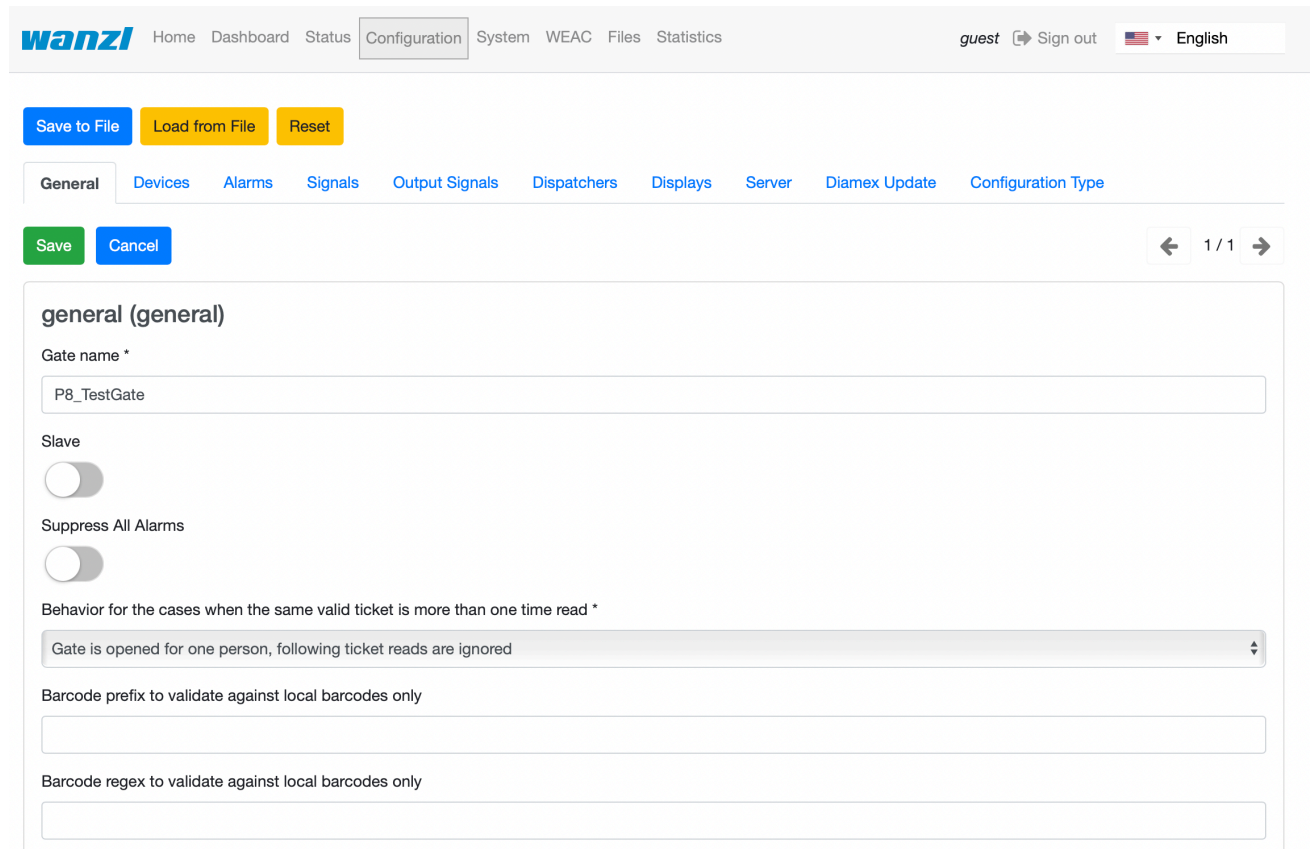 wanzl Home Dashboard Status Configuration System WEAC Files Statistics guest Sign out English
Save to File Load from File Reset
General Devices Alarms Signals Output Signals Dispatchers Displays Server Diamex Update Configuration Type
Save Cancel 1 / 1
general (general)
Gate name *
P8_TestGate
Slave
Suppress All Alarms
Behavior for the cases when the same valid ticket is more than one time read *
Gate is opened for one person, following ticket reads are ignored
Barcode prefix to validate against local barcodes only
Barcode regex to validate against local barcodes only